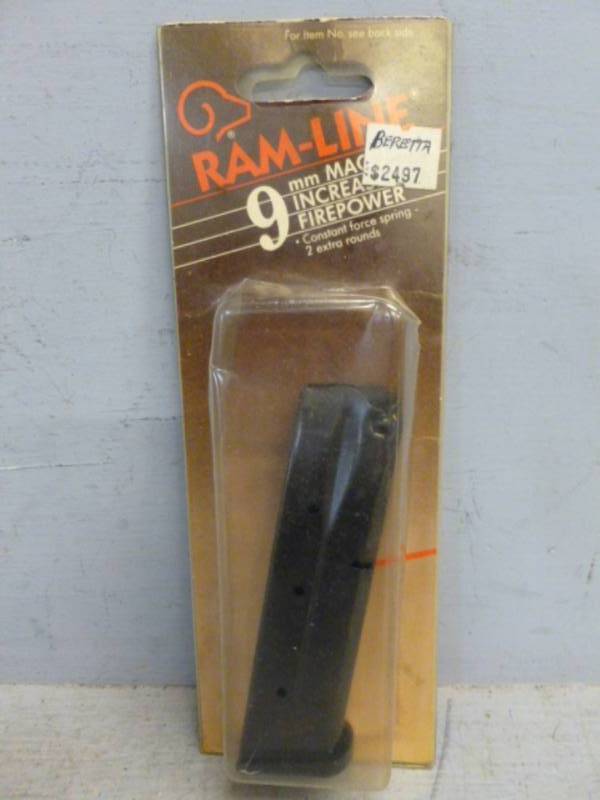 For Item No. see back side
RAM-LINE®
BERETTA
$2497
9
mm MAG
INCREAS
FIREPOWER
• Constant force spring -
2 extra rounds